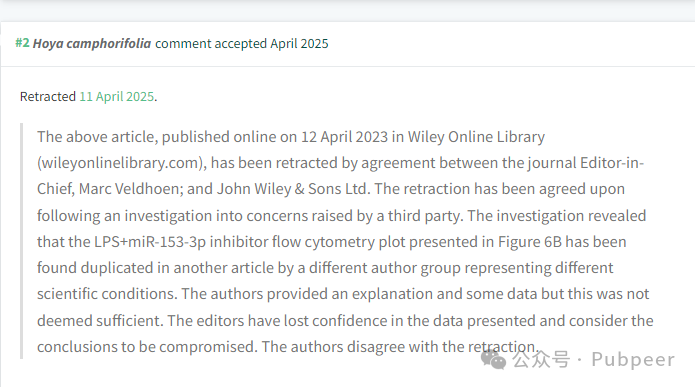 #2 Hoya camphorifolia comment accepted April 2025
Retracted 11 April 2025.
The above article, published online on 12 April 2023 in Wiley Online Library
(wileyonlinelibrary.com), has been retracted by agreement between the journal Editor-in-
Chief, Marc Veldhoen; and John Wiley & Sons Ltd. The retraction has been agreed upon
following an investigation into concerns raised by a third party. The investigation revealed
that the LPS+miR-153-3p inhibitor flow cytometry plot presented in Figure 6B has been
found duplicated in another article by a different author group representing different
scientific conditions. The authors provided an explanation and some data but this was not
deemed sufficient. The editors have lost confidence in the data presented and consider the
conclusions to be compromised. The authors disagree with the retraction.
公众号 · Pubpeer